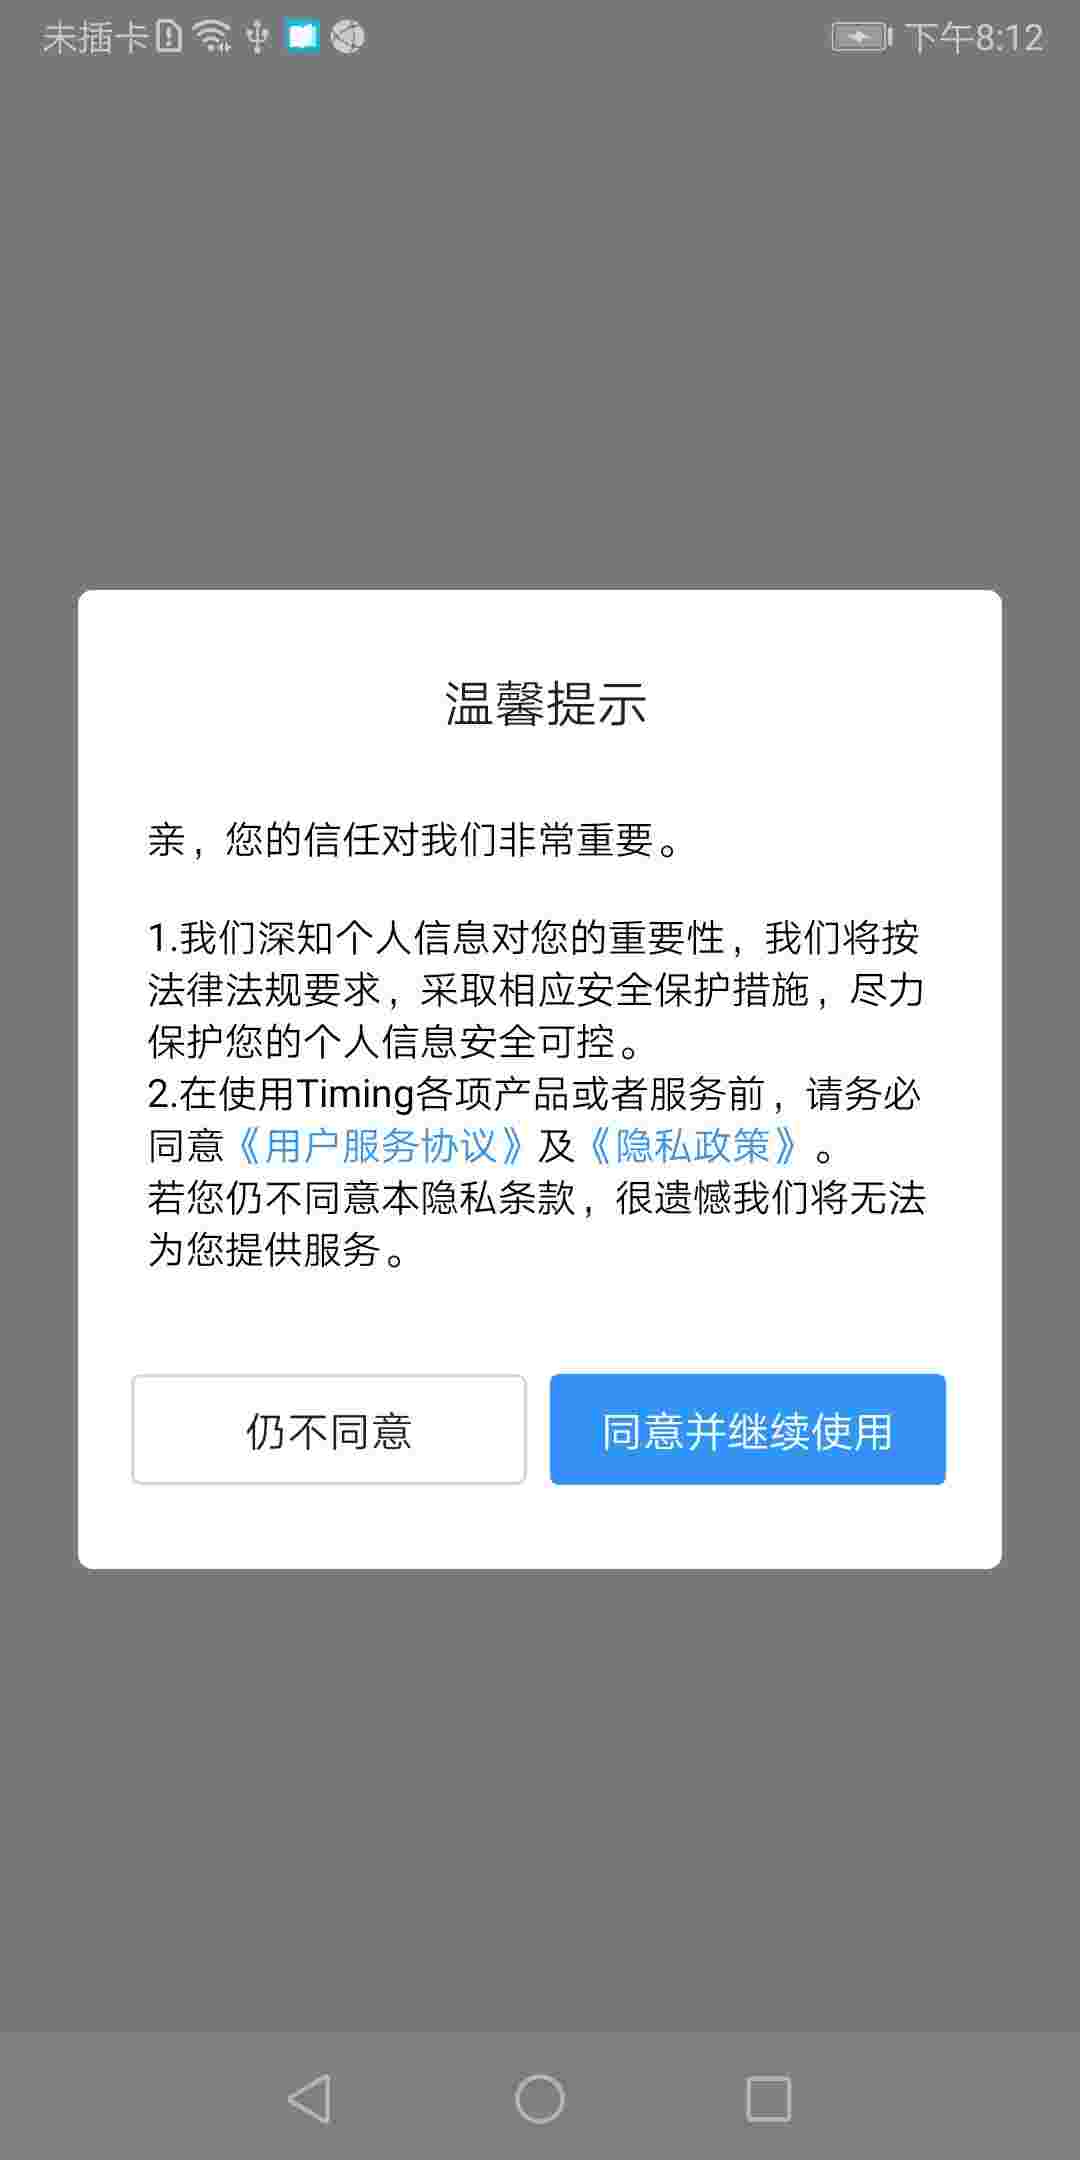 未插卡 下午8:12
温馨提示
亲，您的信任对我们非常重要。
1.我们深知个人信息对您的重要性，我们将按
法律法规要求，采取相应安全保护措施，尽力
保护您的个人信息安全可控。
2.在使用Timing各项产品或者服务前，请务必
同意《用户服务协议》及《隐私政策》。
若您仍不同意本隐私条款，很遗憾我们将无法
为您提供服务。
仍不同意 同意并继续使用